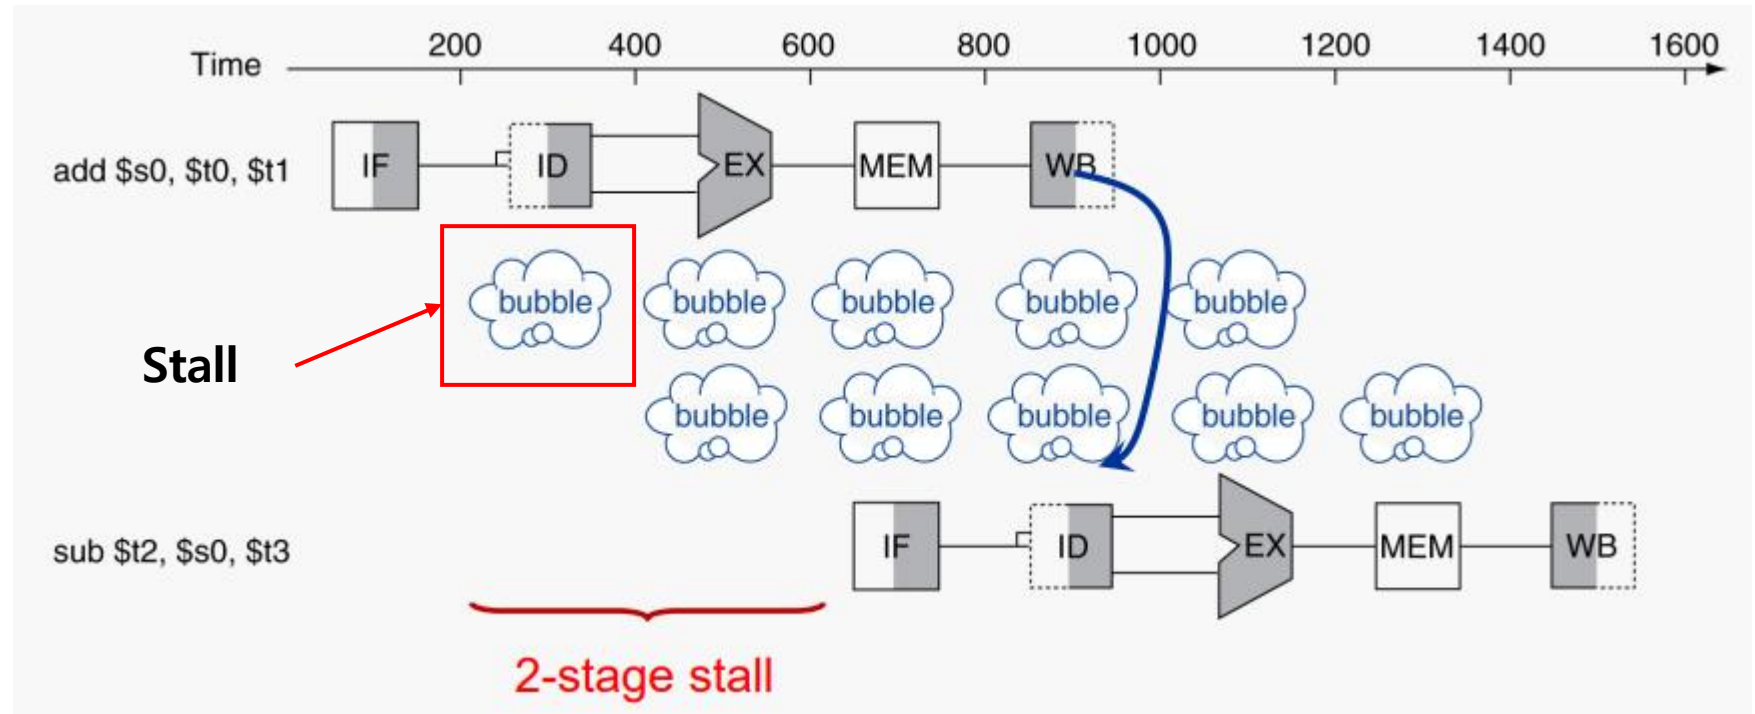 Time 200 400 600 800 1000 1200 1400 1600
add $s0, $t0, $t1 IF ID EX MEM WB
bubble bubble bubble bubble bubble
Stall
bubble bubble bubble bubble bubble
sub $t2, $s0, $t3 IF ID EX MEM WB
2-stage stall